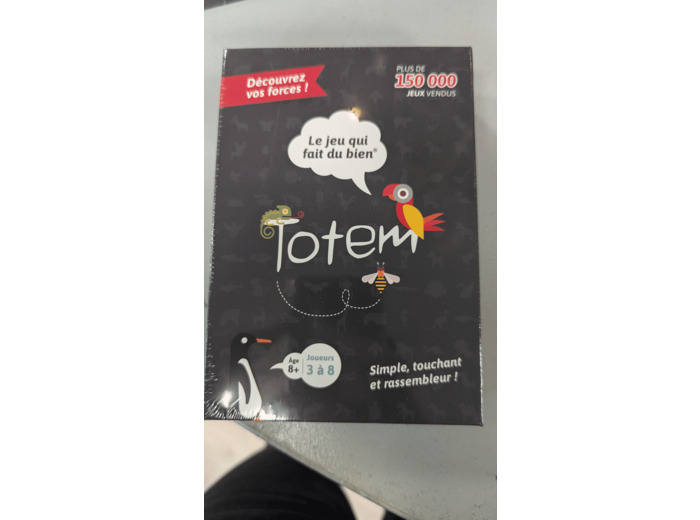 Découvrez
vos forces !
PLUS DE
150 000
JEUX VENDUS
Le jeu qui
fait du bien®
Totem
Age
8+
Joueurs
3 à 8
Simple, touchant
et rassembleur !